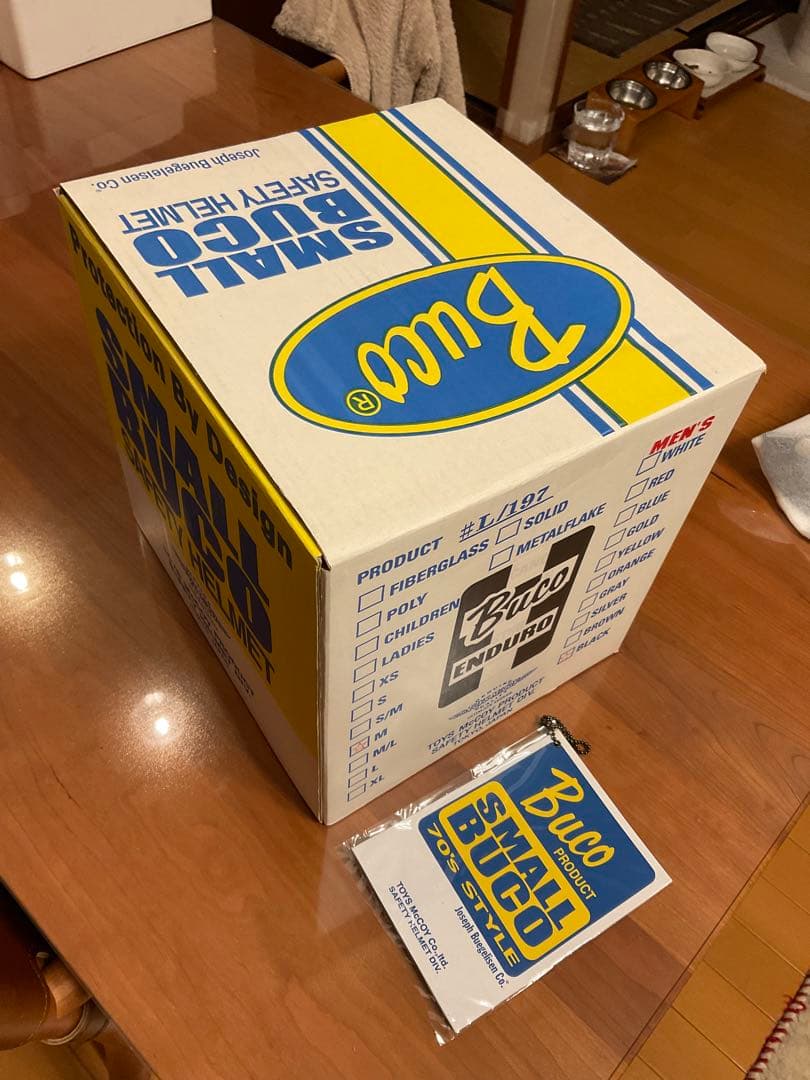 Joseph Buegeleisen Co.
SMALL
BUCO
SAFETY HELMET
Buco®
Protection By Design
SMALL
BUCO
SAFETY HELMET
PRODUCT #L/197
FIBERGLASS
POLY
CHILDREN
LADIES
XS
S
S/M
M
M/L
L
XL
SOLID
METALFLAKE
Buco
ENDURO
TOYS McCOY PRODUCT
SAFETY HELMET DIV.
TOKYO, JAPAN
MEN'S
WHITE
RED
BLUE
GOLD
YELLOW
ORANGE
GRAY
SILVER
BROWN
BLACK
Buco
PRODUCT
SMALL
BUCO
70'S STYLE
Joseph Buegeleisen Co.
TOYS McCOY Co.,ltd.
SAFETY HELMET DIV.